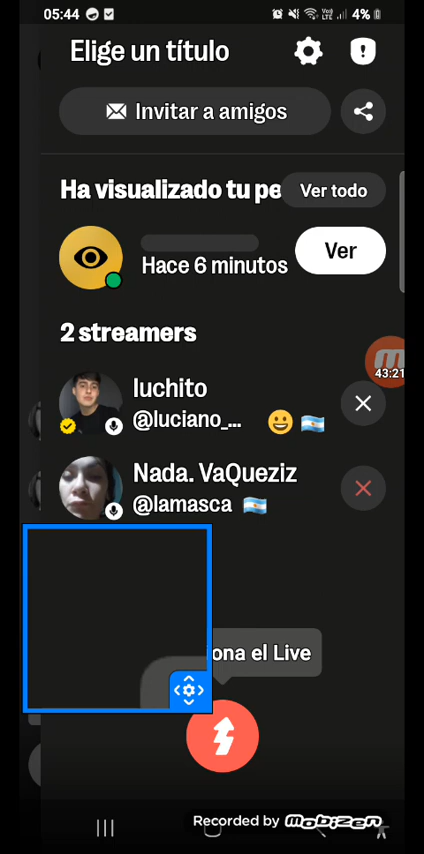 05:44
4%
Elige un título
Invitar a amigos
Ha visualizado tu pe
Ver todo
Hace 6 minutos
Ver
2 streamers
luchito
@luciano_...
43:21
Nada. VaQueziz
@lamasca
ona el Live
Recorded by mobizen